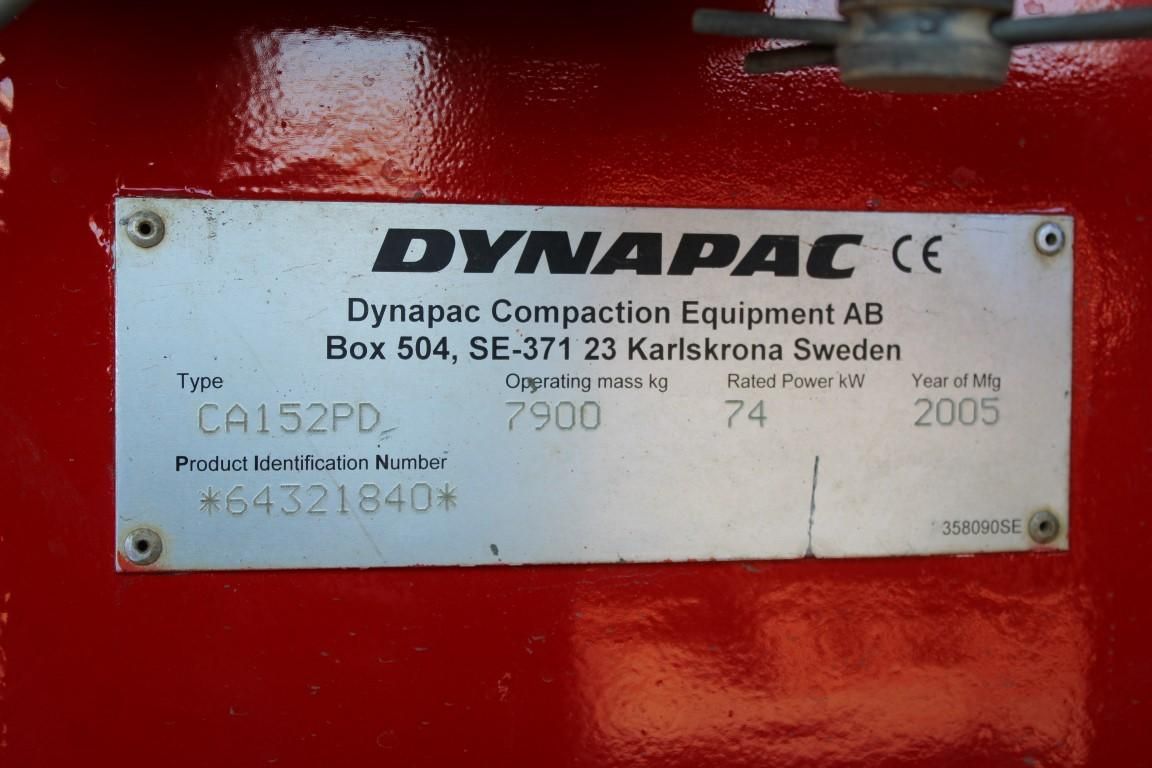 DYNAPAC CE
Dynapac Compaction Equipment AB
Box 504, SE-371 23 Karlskrona Sweden
Type Operating mass kg Rated Power kW Year of Mfg
CA152PD 7900 74 2005
Product Identification Number
*64321840*
358090SE